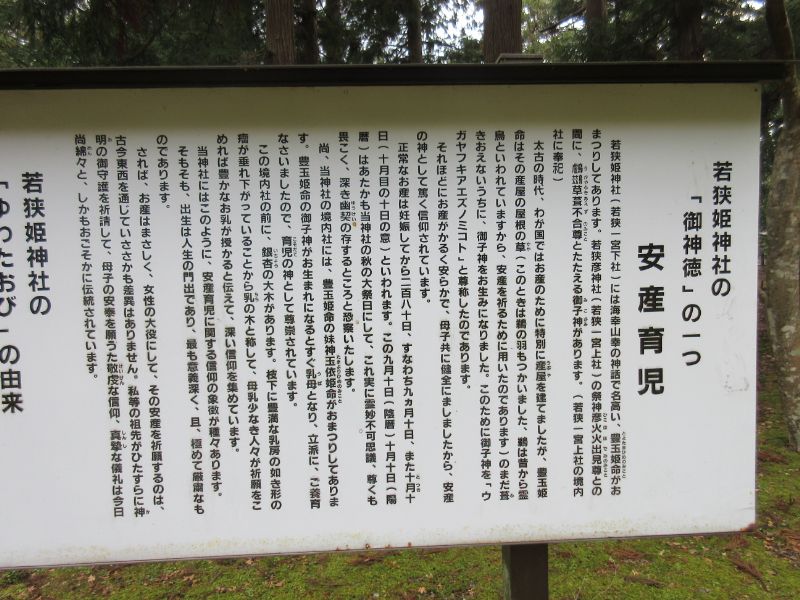 若狭姫神社の
「御神徳」の一つ
安産育児
若狭姫神社(若狭一宮下社)には海幸山幸の神話で名高い、豊玉姫命がお
まつりしてあります。若狭彦神社(若狭一宮上社)の祭神彦火火出見尊との
間に、鸕鶿草葺不合尊とたたえる御子神があります。(若狭一宮上社の境内
社に奉祀)
太古の時代、わが国ではお産のために特別に産屋を建てましたが、豊玉姫
命はその産屋の屋根の草(このときは鵜の羽もつかいました、鵜は昔から霊
鳥といわれていますから、安産を祈るために用いたのであります)のまだ葺
きおえないうちに、御子神をお生みになりました。このために御子神を、「ウ
ガヤフキアエズノミコト」と尊称したのであります。
それほどにお産がかるく安らかで、母子共に健全にましましたから、安産
の神として篤く信仰されています。
正常なお産は妊娠してから二百八十日、すなわち九ヵ月十日、また十月十
日(十月目の十日の意)といわれます。この九月十日(陰暦)十月十日(陽
暦)はあたかも当神社の秋の大祭日にして、これ実に霊妙不可思議、尊くも
畏こく、深き幽契の存するところと恐察いたします。
尚、当神社の境内社には、豊玉姫命の妹神玉依姫命がおまつりしてありま
す。豊玉姫命の御子神がお生まれになるとすぐ乳母となり、立派に、ご養育
なさいましたので、育児の神として尊崇されています。
この境内社の前に、銀杏の大木があります。枝下に豊満な乳房の如き形の
瘤が垂れ下がっていることから乳の木と称して、母乳少なき人々が祈願をこ
めれば豊かなお乳が授かると伝えて、深い信仰を集めています。
当神社にはこのように、安産育児に関する信仰の象徴が種々あります。
そもそも、出生は人生の門出であり、最も意義深く、且、極めて厳粛なも
のであります。
されば、お産はまさしく、女性の大役にして、その安産を祈願するのは、
古今東西を通じていささかも差異はありません。私等の祖先がひたすらに神
明の御守護を祈請して、母子の安泰を願うた敬虔な信仰、真摯な儀礼は今日
尚綿々と、しかもおごそかに伝統されています。
若狭姫神社の
「ゆったおび」の由来